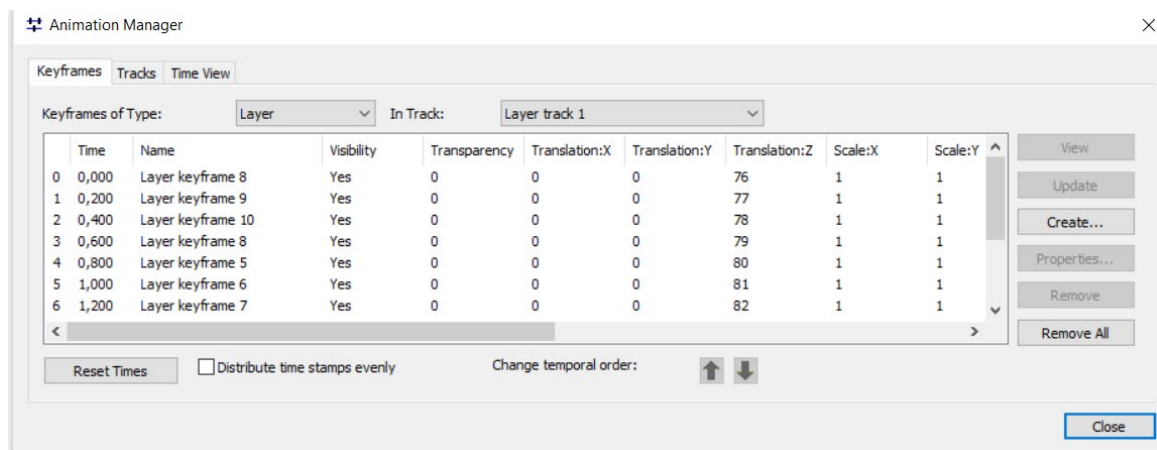 Animation Manager
Keyframes Tracks Time View
Keyframes of Type: Layer In Track: Layer track 1
Time Name Visibility Transparency Translation:X Translation:Y Translation:Z Scale:X Scale:Y
0 0,000 Layer keyframe 8 Yes 0 0 0 76 1 1
1 0,200 Layer keyframe 9 Yes 0 0 0 77 1 1
2 0,400 Layer keyframe 10 Yes 0 0 0 78 1 1
3 0,600 Layer keyframe 8 Yes 0 0 0 79 1 1
4 0,800 Layer keyframe 5 Yes 0 0 0 80 1 1
5 1,000 Layer keyframe 6 Yes 0 0 0 81 1 1
6 1,200 Layer keyframe 7 Yes 0 0 0 82 1 1
View
Update
Create...
Properties...
Remove
Remove All
Reset Times Distribute time stamps evenly Change temporal order:
Close